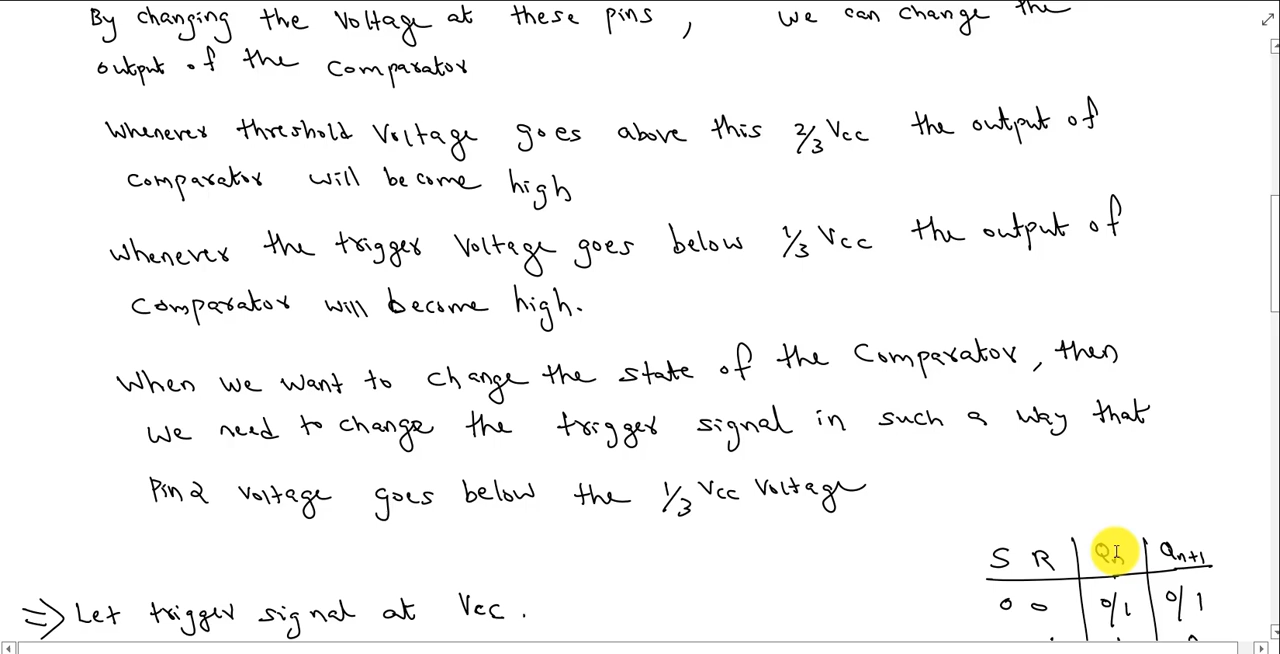 By changing the Voltage at these pins, we can change the
output of the comparator
Whenever threshold Voltage goes above this 2/3 Vcc the output of
comparator will become high
Whenever the trigger Voltage goes below 1/3 Vcc the output of
comparator will become high.
When we want to change the state of the Comparator, then
we need to change the trigger signal in such a way that
Pin 2 voltage goes below the 1/3 Vcc Voltage
S R Qn Qn+1
0 0 0/1 0/1
=> Let trigger signal at Vcc.